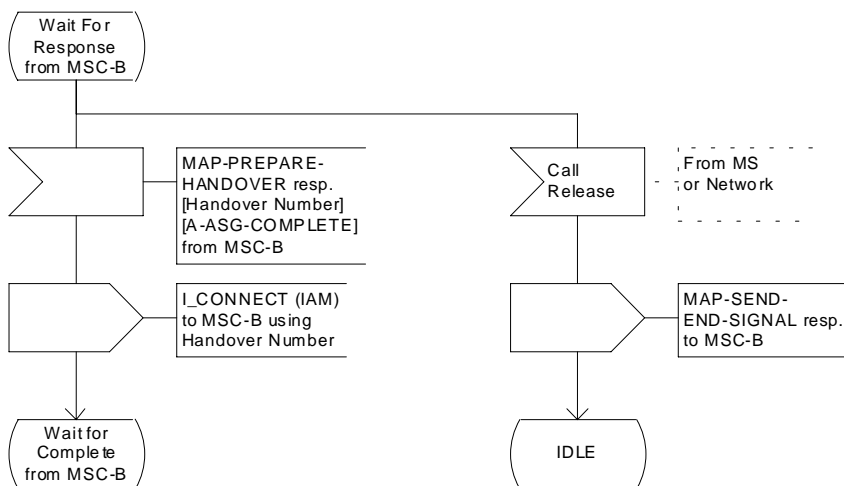 Wait For
Response
from MSC-B
MAP-PREPARE-
HANDOVER resp.
[Handover Number]
[A-ASG-COMPLETE]
from MSC-B
Call
Release
From MS
or Network
I_CONNECT (IAM)
to MSC-B using
Handover Number
MAP-SEND-
END-SIGNAL resp.
to MSC-B
Wait for
Complete
from MSC-B
IDLE